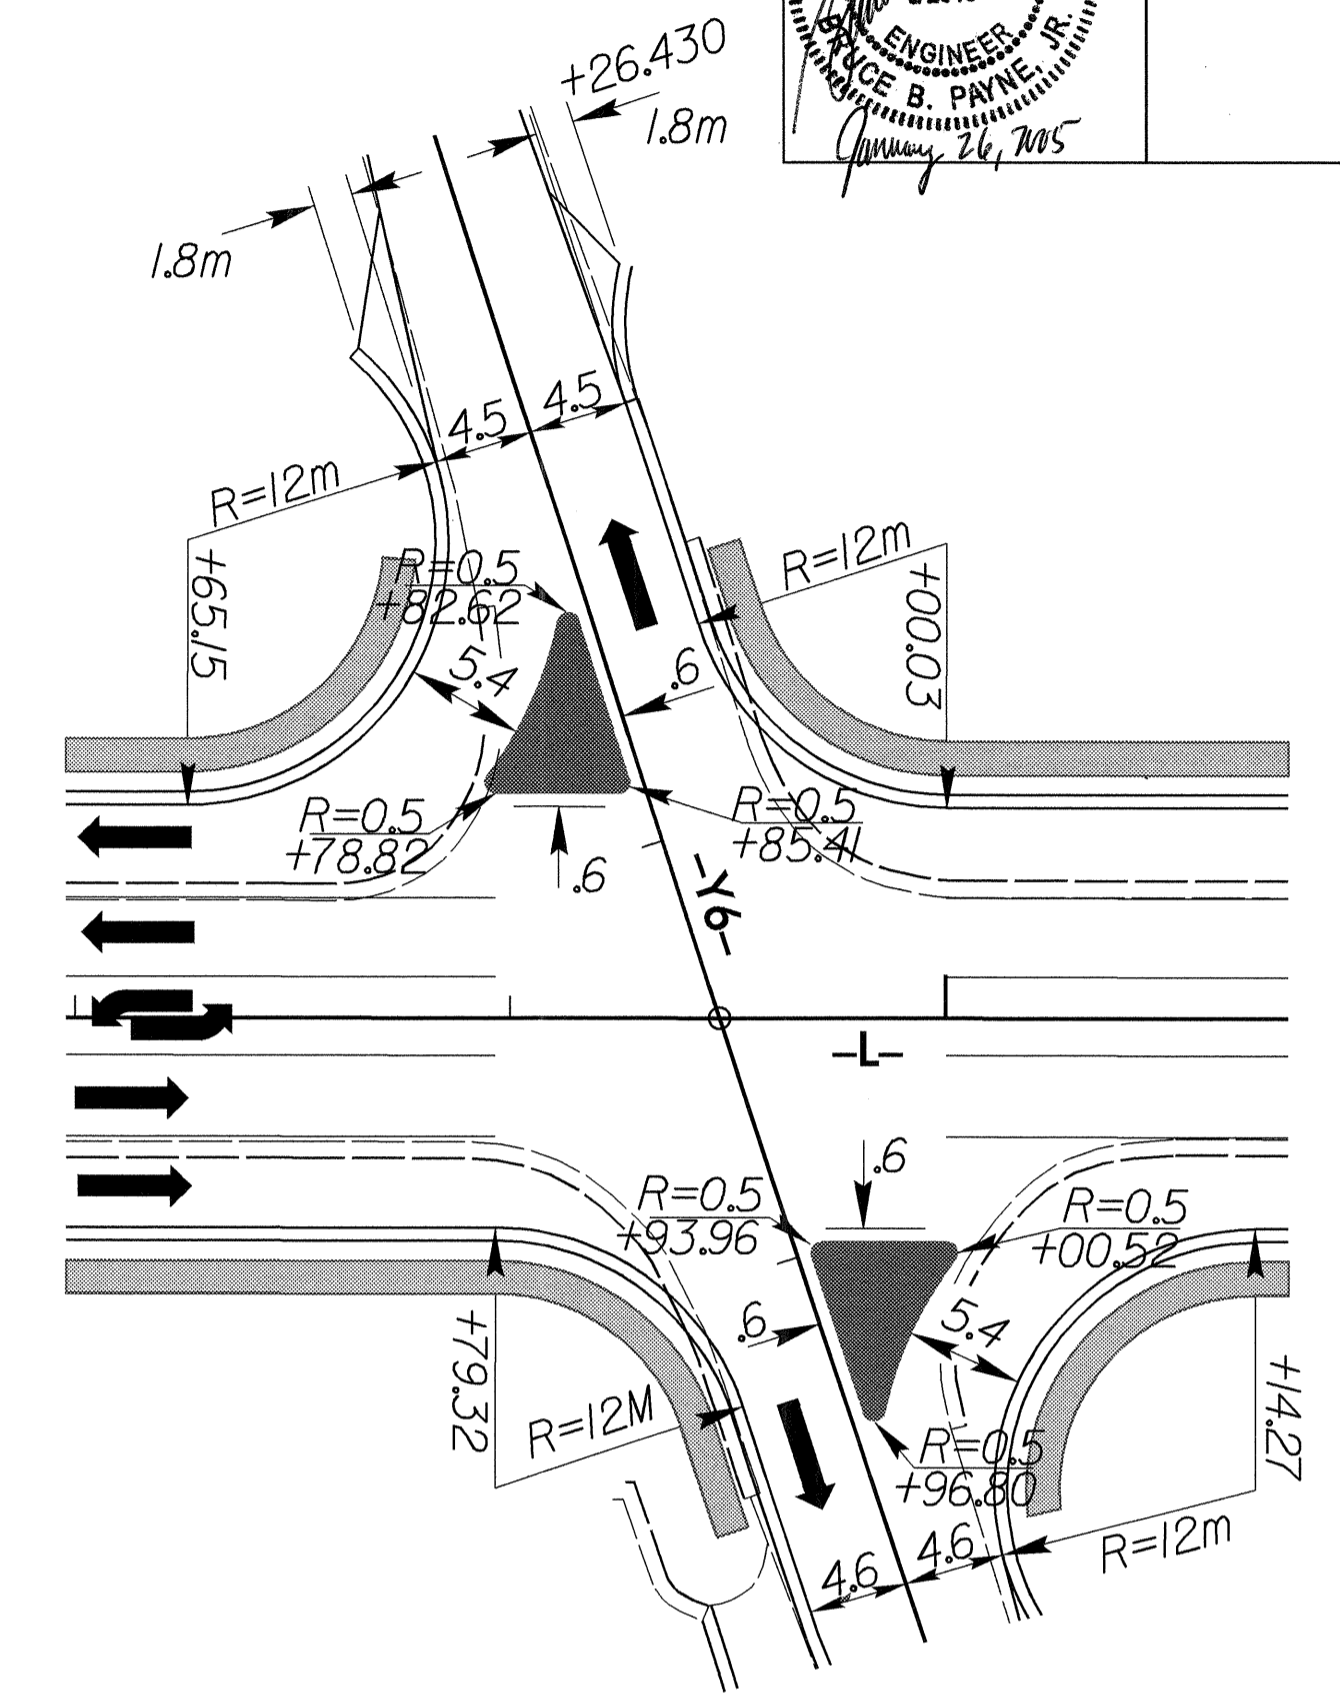 ENGINEER
BRUCE B. PAYNE, JR.
January 26, 2005
+26.430
1.8m
1.8m
4.5
4.5
R=12m
+65.15
R=0.5
+82.62
R=12m
+00.03
5.4
.6
R=0.5
+78.82
R=0.5
+85.41
.6
-Y6-
-L-
.6
R=0.5
+93.96
R=0.5
+00.52
.6
5.4
+79.32
R=12M
+14.27
R=0.5
+96.80
4.6
4.6
R=12m